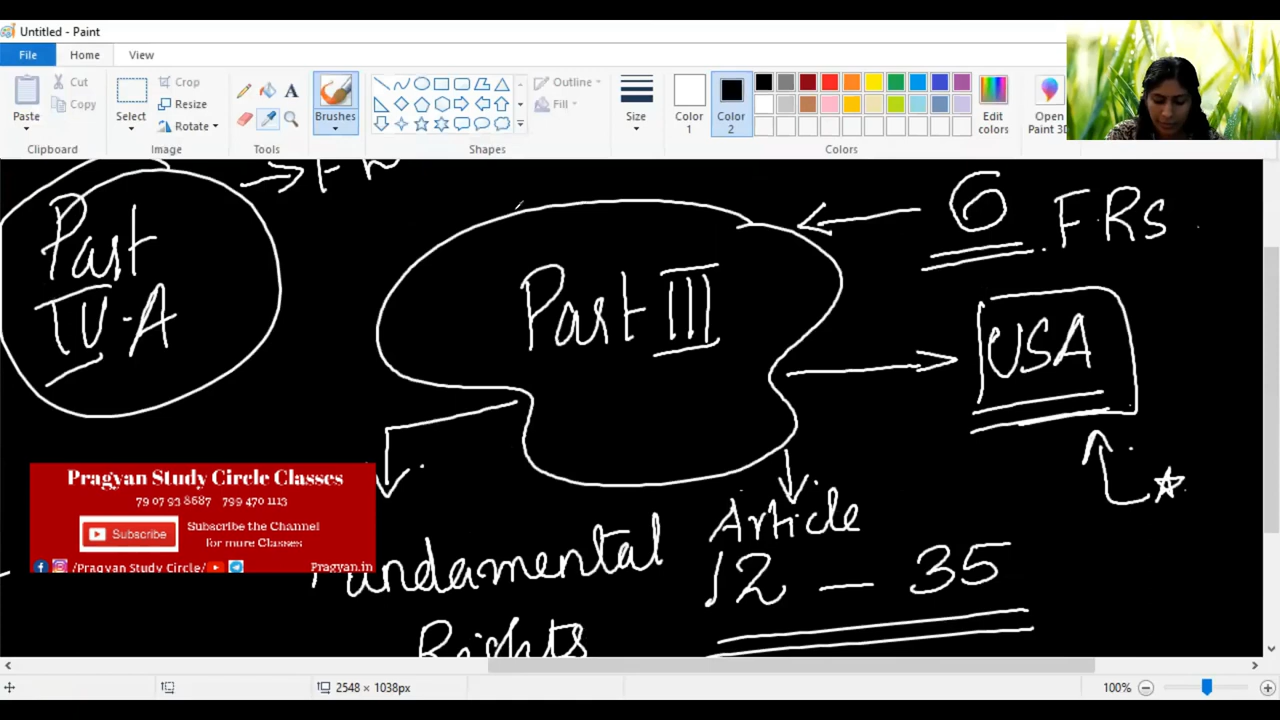 Untitled - Paint
File Home View
Paste
Cut
Copy
Clipboard
Select
Crop
Resize
Rotate
Image
Tools
Brushes
Shapes
Outline
Fill
Size
Color 1
Color 2
Colors
Edit colors
Open Paint 3D
Part
IV-A
Part III
6 FRS
USA
Article
12 - 35
Fundamental
Rights
Pragyan Study Circle Classes
79 07 93 8687 799 470 1113
Subscribe
Subscribe the Channel
for more Classes
/Pragyan Study Circle/
Pragyan.in
2548 × 1038px
100%